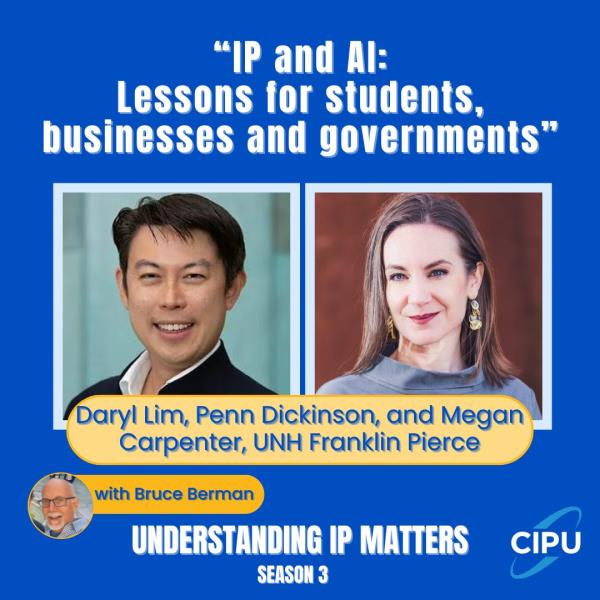 “IP and AI:
Lessons for students,
businesses and governments”
Daryl Lim, Penn Dickinson, and Megan
Carpenter, UNH Franklin Pierce
with Bruce Berman
UNDERSTANDING IP MATTERS
SEASON 3
CIPU